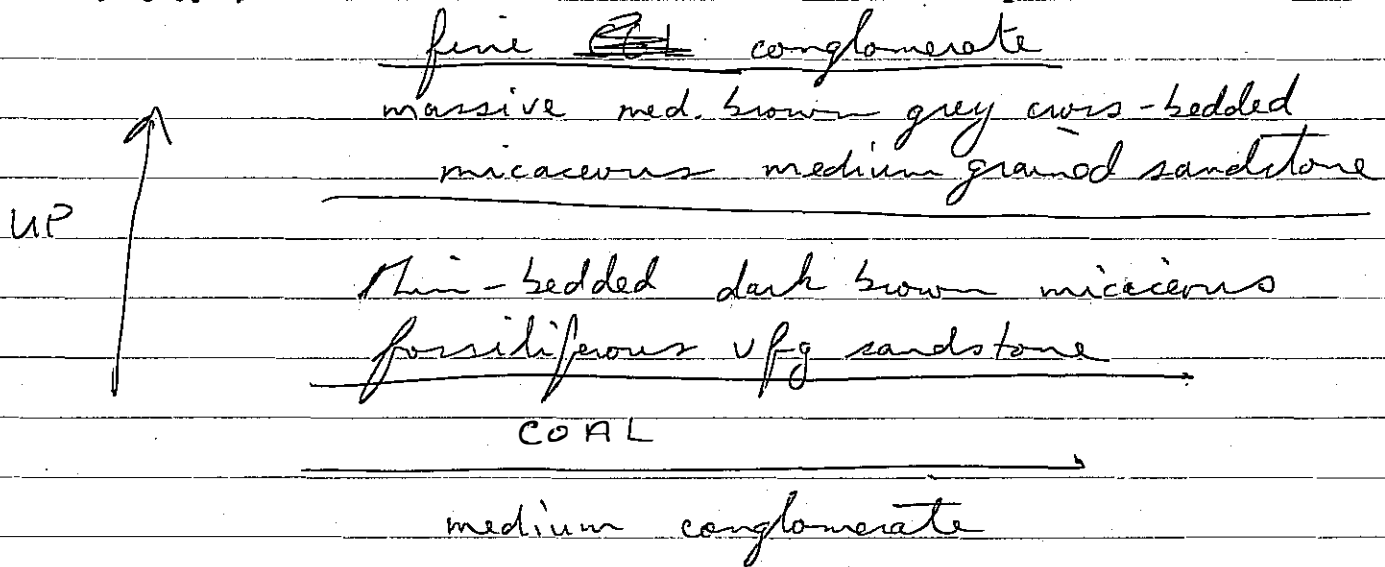 fine conglomerate
massive med. brown grey cross-bedded
micaceous medium grained sandstone
UP
thin-bedded dark brown micaceous
fossiliferous vfg sandstone
COAL
medium conglomerate